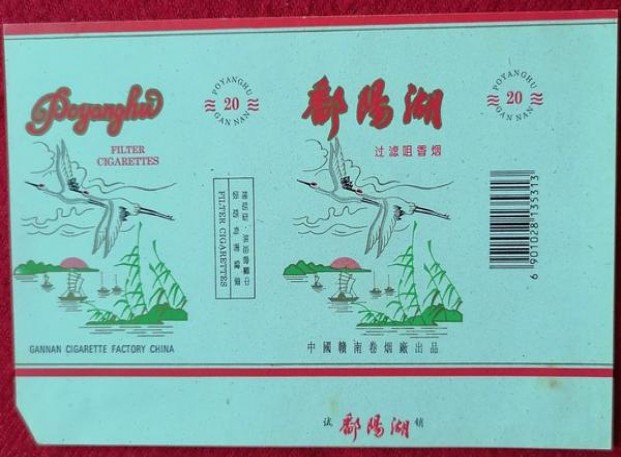 Poyanghu
FILTER
CIGARETTES
GANNAN CIGARETTE FACTORY CHINA
POYANGHU
20
GAN NAN
FILTER CIGARETTES
鄱陽湖
过滤咀香烟
中國贛南卷烟廠出品
POYANGHU
20
GAN NAN
6 901028 135313
试 鄱陽湖 销